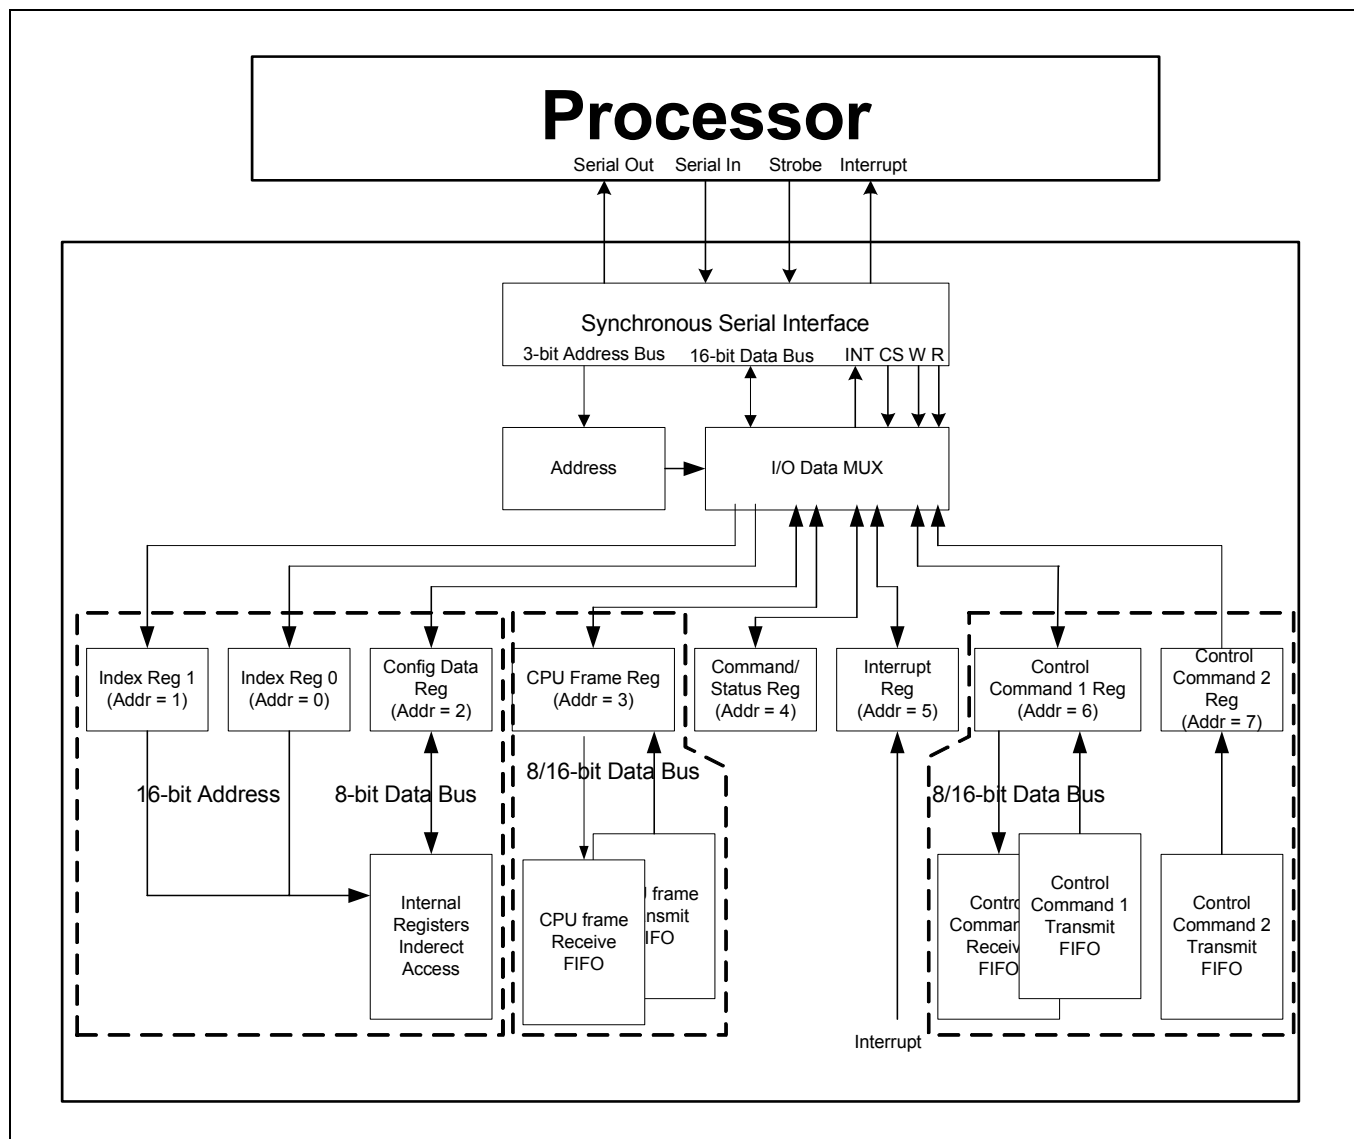 Processor
Serial Out Serial In Strobe Interrupt
Synchronous Serial Interface
3-bit Address Bus 16-bit Data Bus INT CS W R
Address
I/O Data MUX
Index Reg 1
(Addr = 1)
Index Reg 0
(Addr = 0)
Config Data
Reg
(Addr = 2)
CPU Frame Reg
(Addr = 3)
Command/
Status Reg
(Addr = 4)
Interrupt
Reg
(Addr = 5)
Control
Command 1 Reg
(Addr = 6)
Control
Command 2
Reg
(Addr = 7)
16-bit Address
8-bit Data Bus
8/16-bit Data Bus
8/16-bit Data Bus
Internal
Registers
Inderect
Access
CPU frame
Receive
FIFO
frame
Control
Command 1
Transmit
FIFO
Receive
FIFO
Control
Command 2
Transmit
FIFO
Interrupt